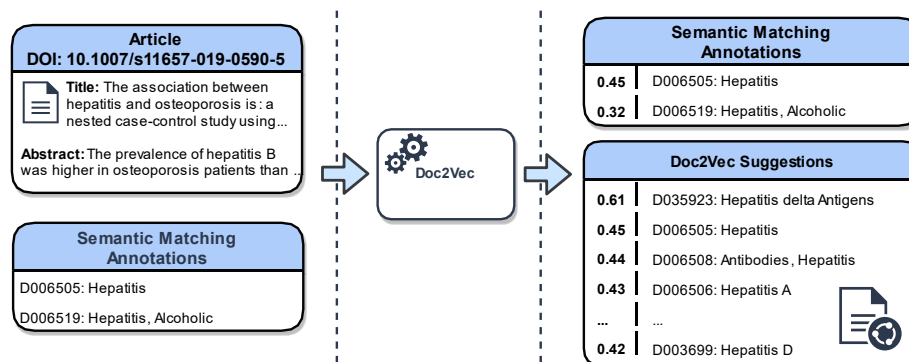 Article
DOI: 10.1007/s11657-019-0590-5
Title: The association between
hepatitis and osteoporosis is: a
nested case-control study using...
Abstract: The prevalence of hepatitis B
was higher in osteoporosis patients than ...
Semantic Matching
Annotations
D006505: Hepatitis
D006519: Hepatitis, Alcoholic
Doc2Vec
Semantic Matching
Annotations
0.45 D006505: Hepatitis
0.32 D006519: Hepatitis, Alcoholic
Doc2Vec Suggestions
0.61 D035923: Hepatitis delta Antigens
0.45 D006505: Hepatitis
0.44 D006508: Antibodies, Hepatitis
0.43 D006506: Hepatitis A
... ...
0.42 D003699: Hepatitis D